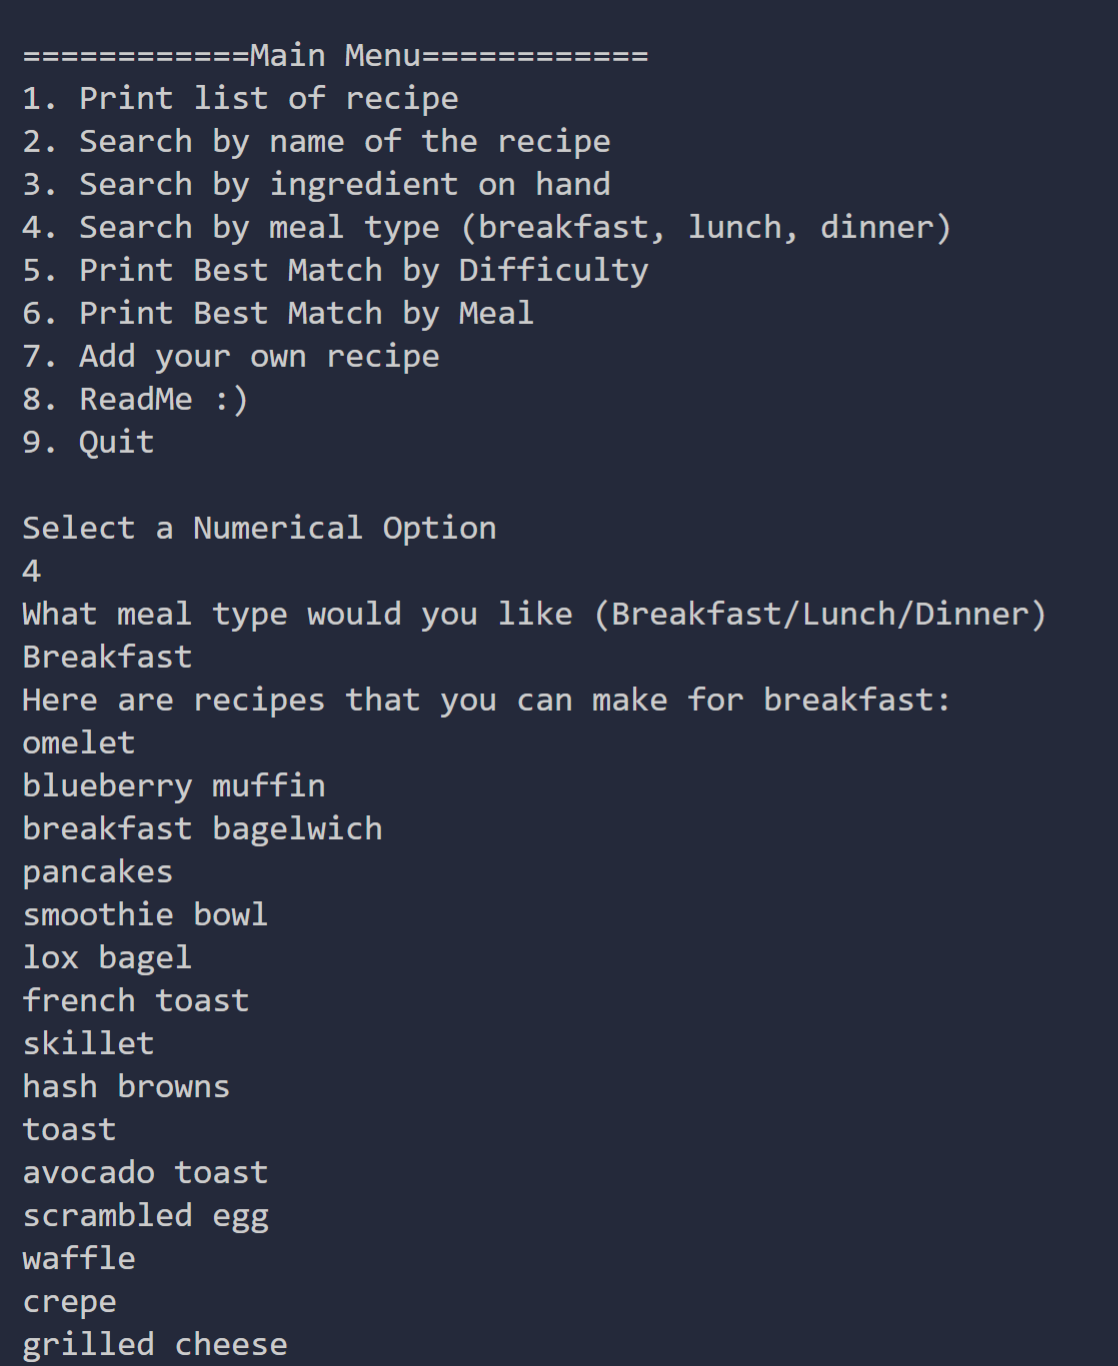 ============Main Menu============
1. Print list of recipe
2. Search by name of the recipe
3. Search by ingredient on hand
4. Search by meal type (breakfast, lunch, dinner)
5. Print Best Match by Difficulty
6. Print Best Match by Meal
7. Add your own recipe
8. ReadMe :)
9. Quit
Select a Numerical Option
4
What meal type would you like (Breakfast/Lunch/Dinner)
Breakfast
Here are recipes that you can make for breakfast:
omelet
blueberry muffin
breakfast bagelwich
pancakes
smoothie bowl
lox bagel
french toast
skillet
hash browns
toast
avocado toast
scrambled egg
waffle
crepe
grilled cheese